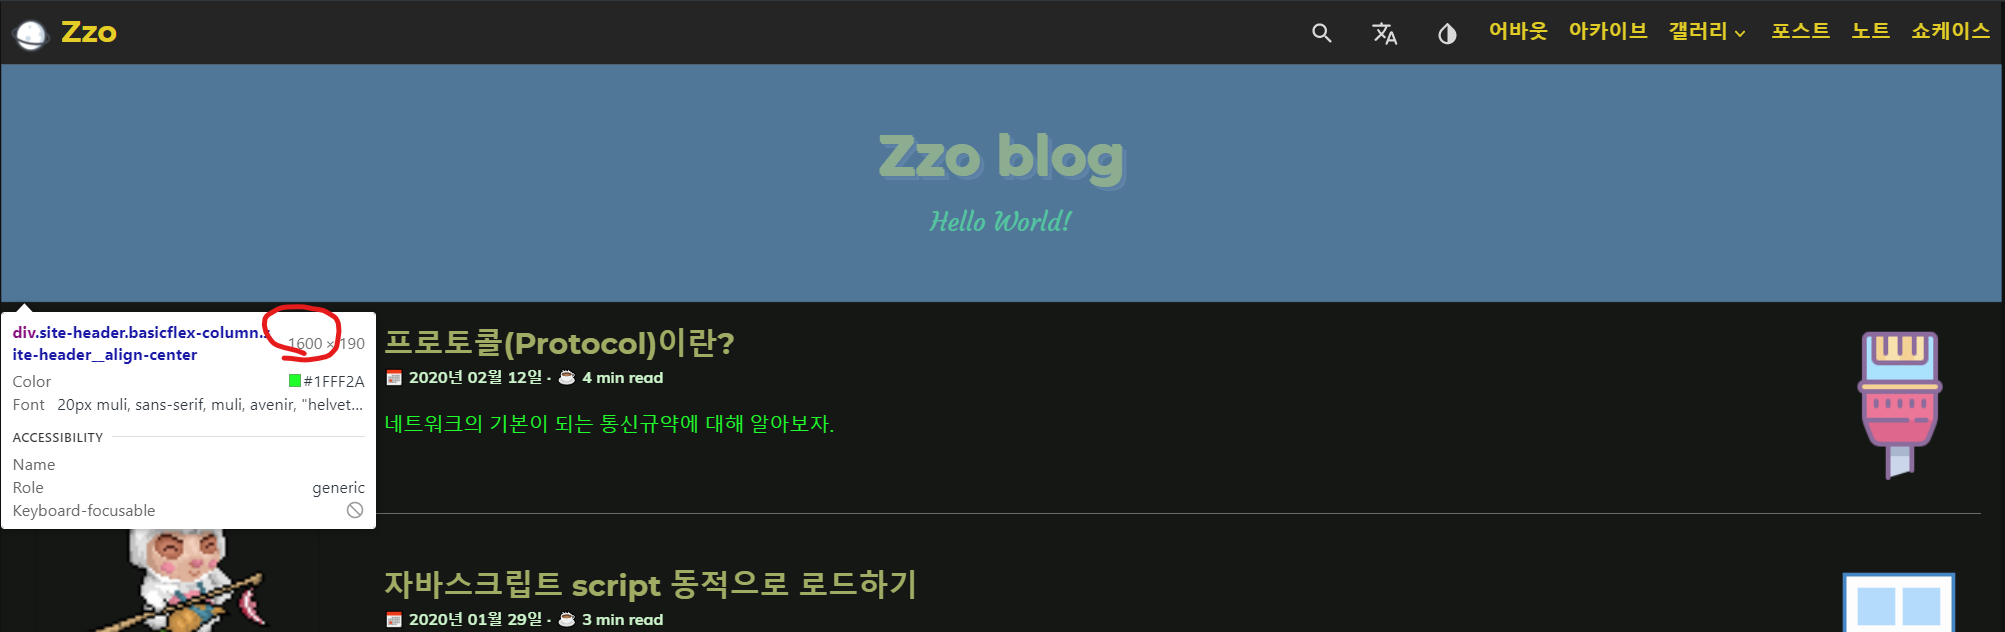 Zzo
어바웃 아카이브 갤러리 포스트 노트 쇼케이스
Zzo blog
Hello World!
div.site-header.basicflex-column.s
ite-header__align-center
1600 × 190
Color #1FFF2A
Font 20px muli, sans-serif, muli, avenir, "helvet...
ACCESSIBILITY
Name
Role generic
Keyboard-focusable
프로토콜(Protocol)이란?
2020년 02월 12일 · 4 min read
네트워크의 기본이 되는 통신규약에 대해 알아보자.
자바스크립트 script 동적으로 로드하기
2020년 01월 29일 · 3 min read